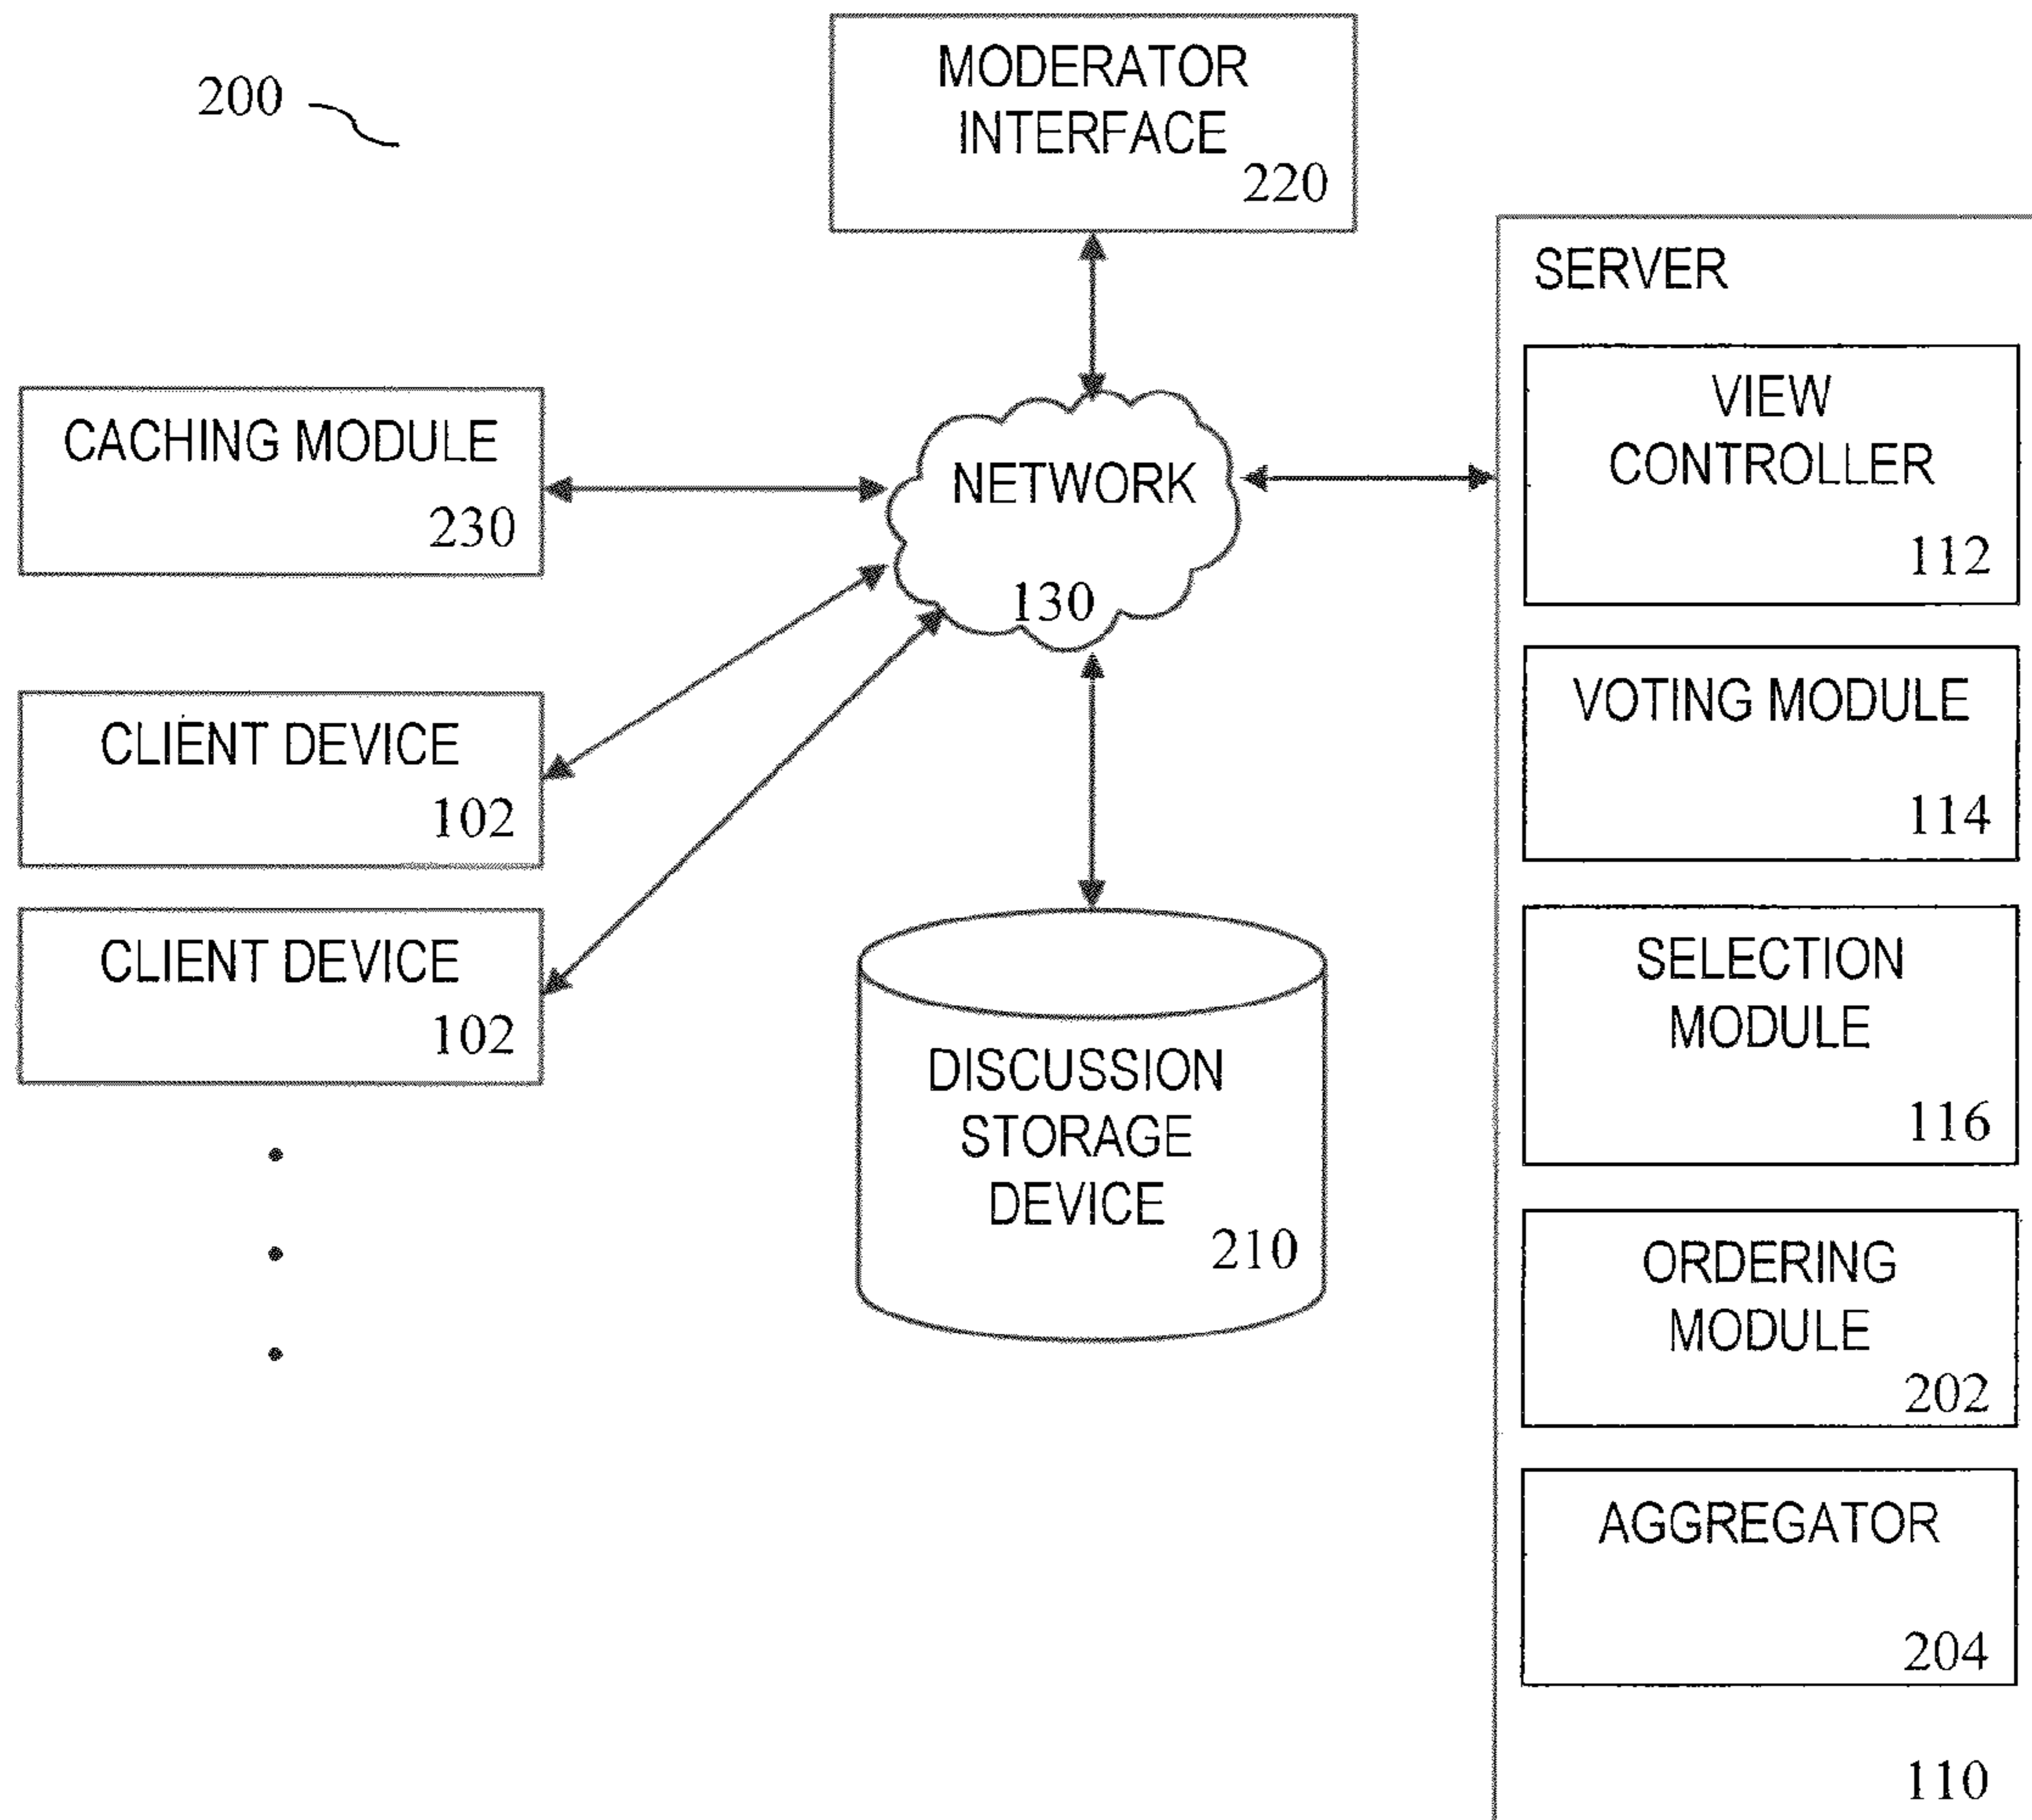 200
MODERATOR
INTERFACE
220
SERVER
VIEW
CONTROLLER
112
CACHING MODULE
230
NETWORK
130
VOTING MODULE
114
CLIENT DEVICE
102
CLIENT DEVICE
102
SELECTION
MODULE
116
DISCUSSION
STORAGE
DEVICE
210
ORDERING
MODULE
202
AGGREGATOR
204
110